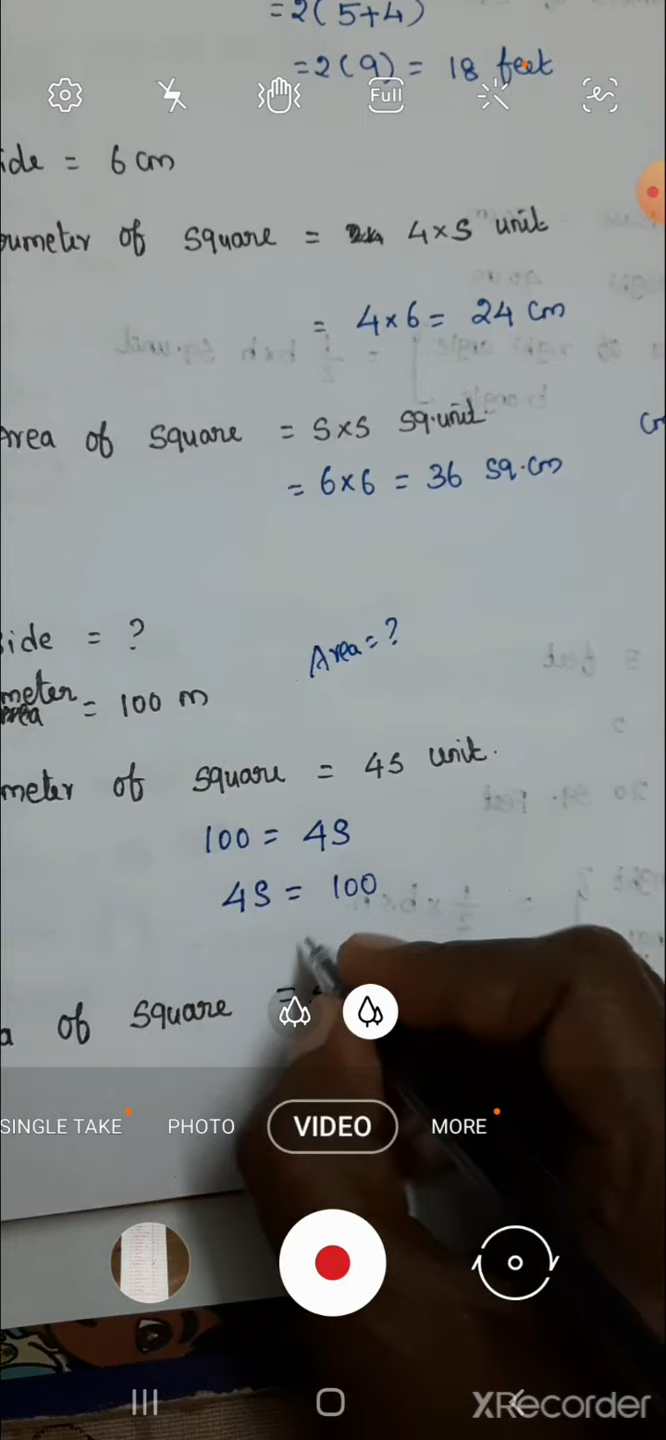 =2(5+4)
=2(9) = 18 feet
Full
ide = 6 cm
umeter of square = 4×S unit
= 4×6 = 24 cm
Area of square = S×S sq.unit.
= 6×6 = 36 sq.cm
side = ?
Area = ?
meter = 100 m
meter of square = 4S unit.
100 = 4S
4S = 100
a of square =
SINGLE TAKE PHOTO VIDEO MORE
XRecorder